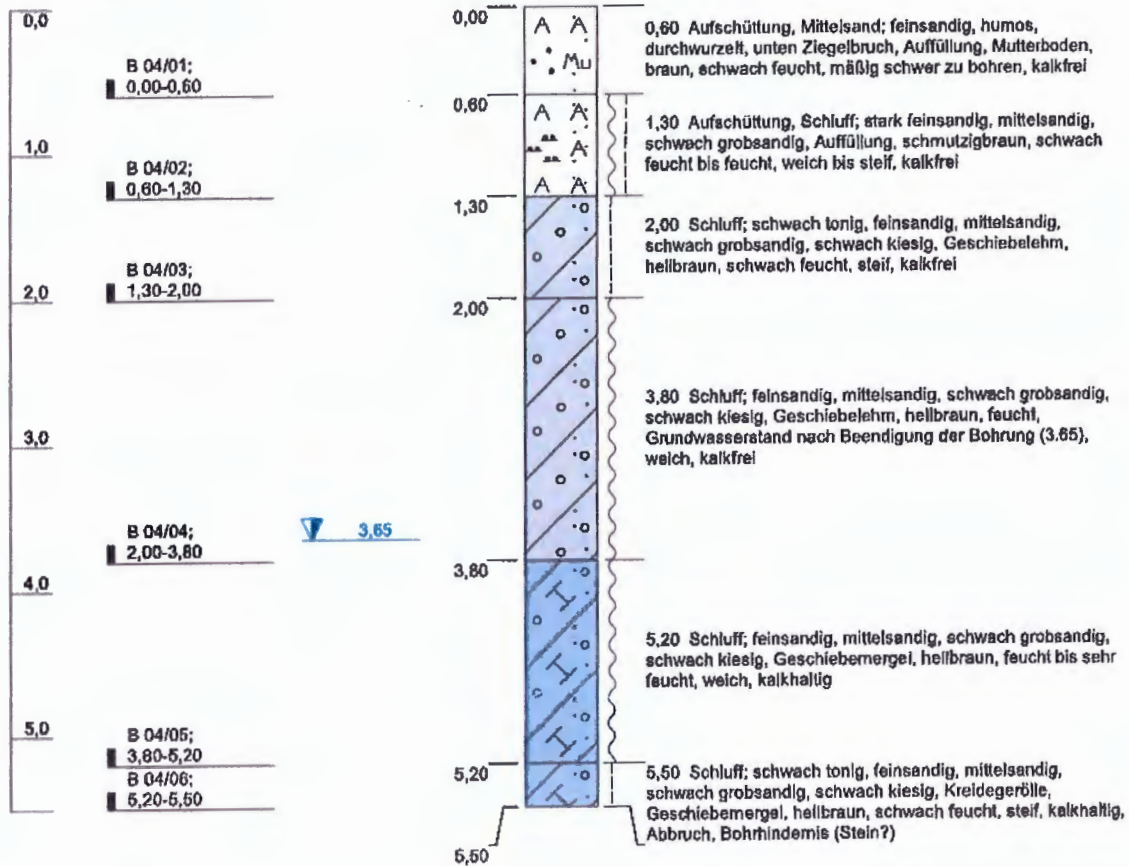 0,0
1,0
2,0
3,0
4,0
5,0
B 04/01;
0,00-0,60
B 04/02;
0,60-1,30
B 04/03;
1,30-2,00
B 04/04;
2,00-3,80
B 04/05;
3,80-5,20
B 04/06;
5,20-5,50
3,65
0,00
0,60
1,30
2,00
3,80
5,20
5,50
A A
Mu
A A
A
A A
0,60 Aufschüttung, Mittelsand; feinsandig, humos,
durchwurzelt, unten Ziegelbruch, Auffüllung, Mutterboden,
braun, schwach feucht, mäßig schwer zu bohren, kalkfrei
1,30 Aufschüttung, Schluff; stark feinsandig, mittelsandig,
schwach grobsandig, Auffüllung, schmutzigbraun, schwach
feucht bis feucht, weich bis steif, kalkfrei
2,00 Schluff; schwach tonig, feinsandig, mittelsandig,
schwach grobsandig, schwach kiesig, Geschiebelehm,
hellbraun, schwach feucht, steif, kalkfrei
3,80 Schluff; feinsandig, mittelsandig, schwach grobsandig,
schwach kiesig, Geschiebelehm, hellbraun, feucht,
Grundwasserstand nach Beendigung der Bohrung (3.65),
weich, kalkfrei
5,20 Schluff; feinsandig, mittelsandig, schwach grobsandig,
schwach kiesig, Geschiebemergel, hellbraun, feucht bis sehr
feucht, weich, kalkhaltig
5,50 Schluff; schwach tonig, feinsandig, mittelsandig,
schwach grobsandig, schwach kiesig, Kreidegerölle,
Geschiebemergel, hellbraun, schwach feucht, steif, kalkhaltig,
Abbruch, Bohrhindernis (Stein?)